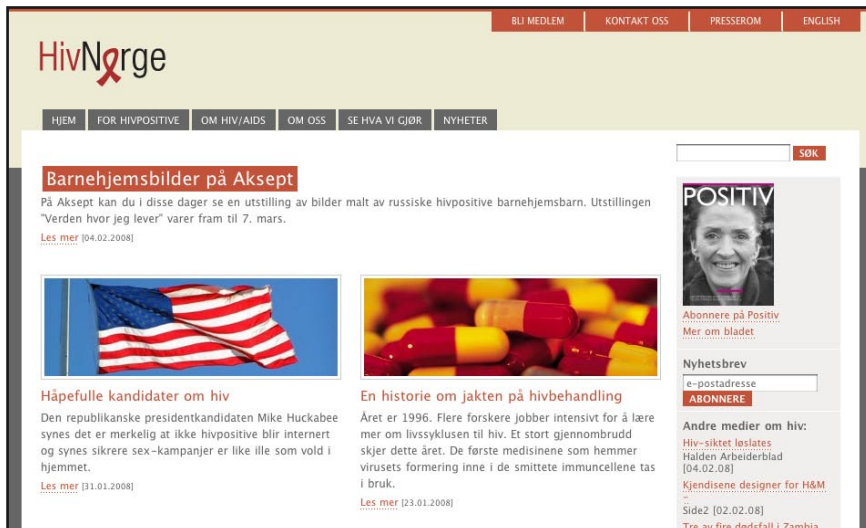 BLI MEDLEM KONTAKT OSS PRESSEROM ENGLISH
HivNorge
HJEM FOR HIVPOSITIVE OM HIV/AIDS OM OSS SE HVA VI GJØR NYHETER
SØK
Barnehjemsbilder på Aksept
På Aksept kan du i disse dager se en utstilling av bilder malt av russiske hivpositive barnehjemsbarn. Utstillingen
"Verden hvor jeg lever" varer fram til 7. mars.
Les mer [04.02.2008]
Håpefulle kandidater om hiv
Den republikanske presidentkandidaten Mike Huckabee
synes det er merkelig at ikke hivpositive blir internert
og synes sikrere sex-kampanjer er like ille som vold i
hjemmet.
Les mer [31.01.2008]
En historie om jakten på hivbehandling
Året er 1996. Flere forskere jobber intensivt for å lære
mer om livssyklusen til hiv. Et stort gjennombrudd
skjer dette året. De første medisinene som hemmer
virusets formering inne i de smittete immuncellene tas
i bruk.
Les mer [23.01.2008]
POSITIV
Abonnere på Positiv
Mer om bladet
Nyhetsbrev
e-postadresse
ABONNERE
Andre medier om hiv:
Hiv-siktet løslates
Halden Arbeiderblad
[04.02.08]
Kjendisene designer for H&M
-
Side2 [02.02.08]
Tre av fire dødsfall i Zambia